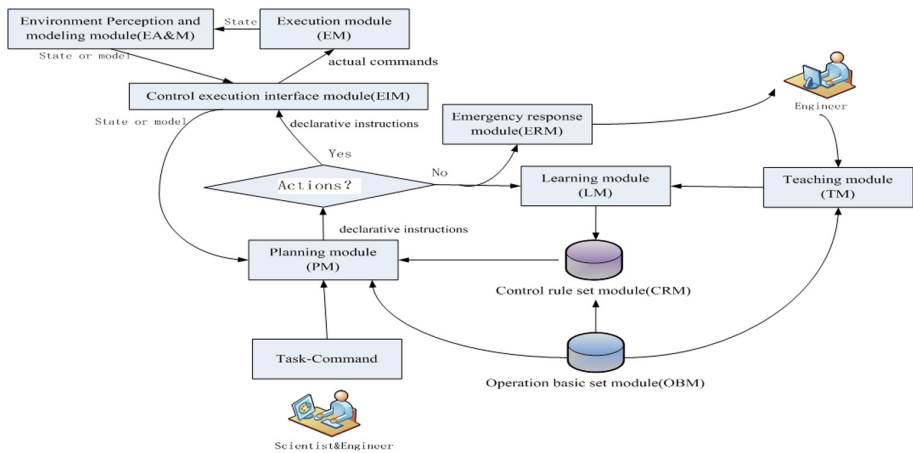 Environment Perception and
modeling module(EA&M)
State
Execution module
(EM)
State or model
actual commands
Control execution interface module(EIM)
State or model
declarative instructions
Emergency response
module(ERM)
Engineer
Yes
No
Actions?
Learning module
(LM)
Teaching module
(TM)
declarative instructions
Planning module
(PM)
Control rule set module(CRM)
Task-Command
Operation basic set module(OBM)
Scientist&Engineer